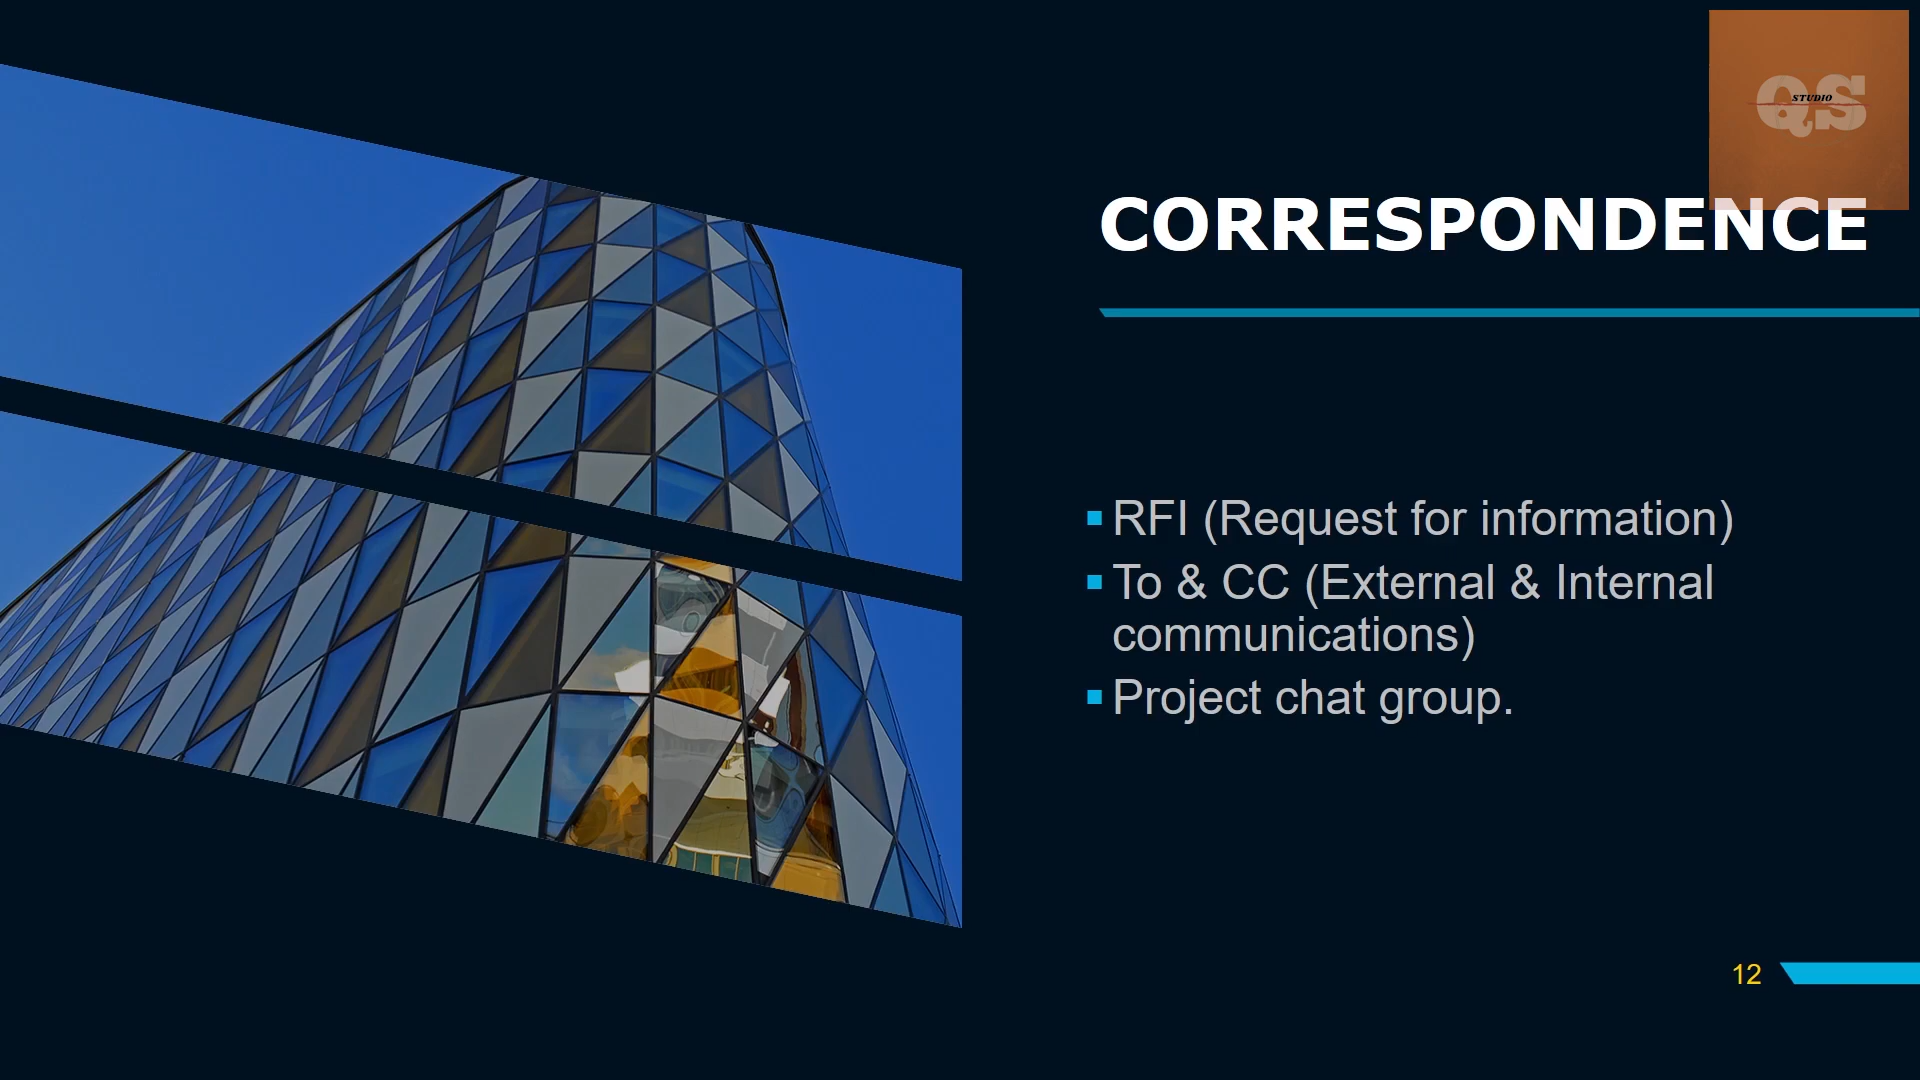 QS
STUDIO
CORRESPONDENCE
▪ RFI (Request for information)
▪ To & CC (External & Internal
communications)
▪ Project chat group.
12